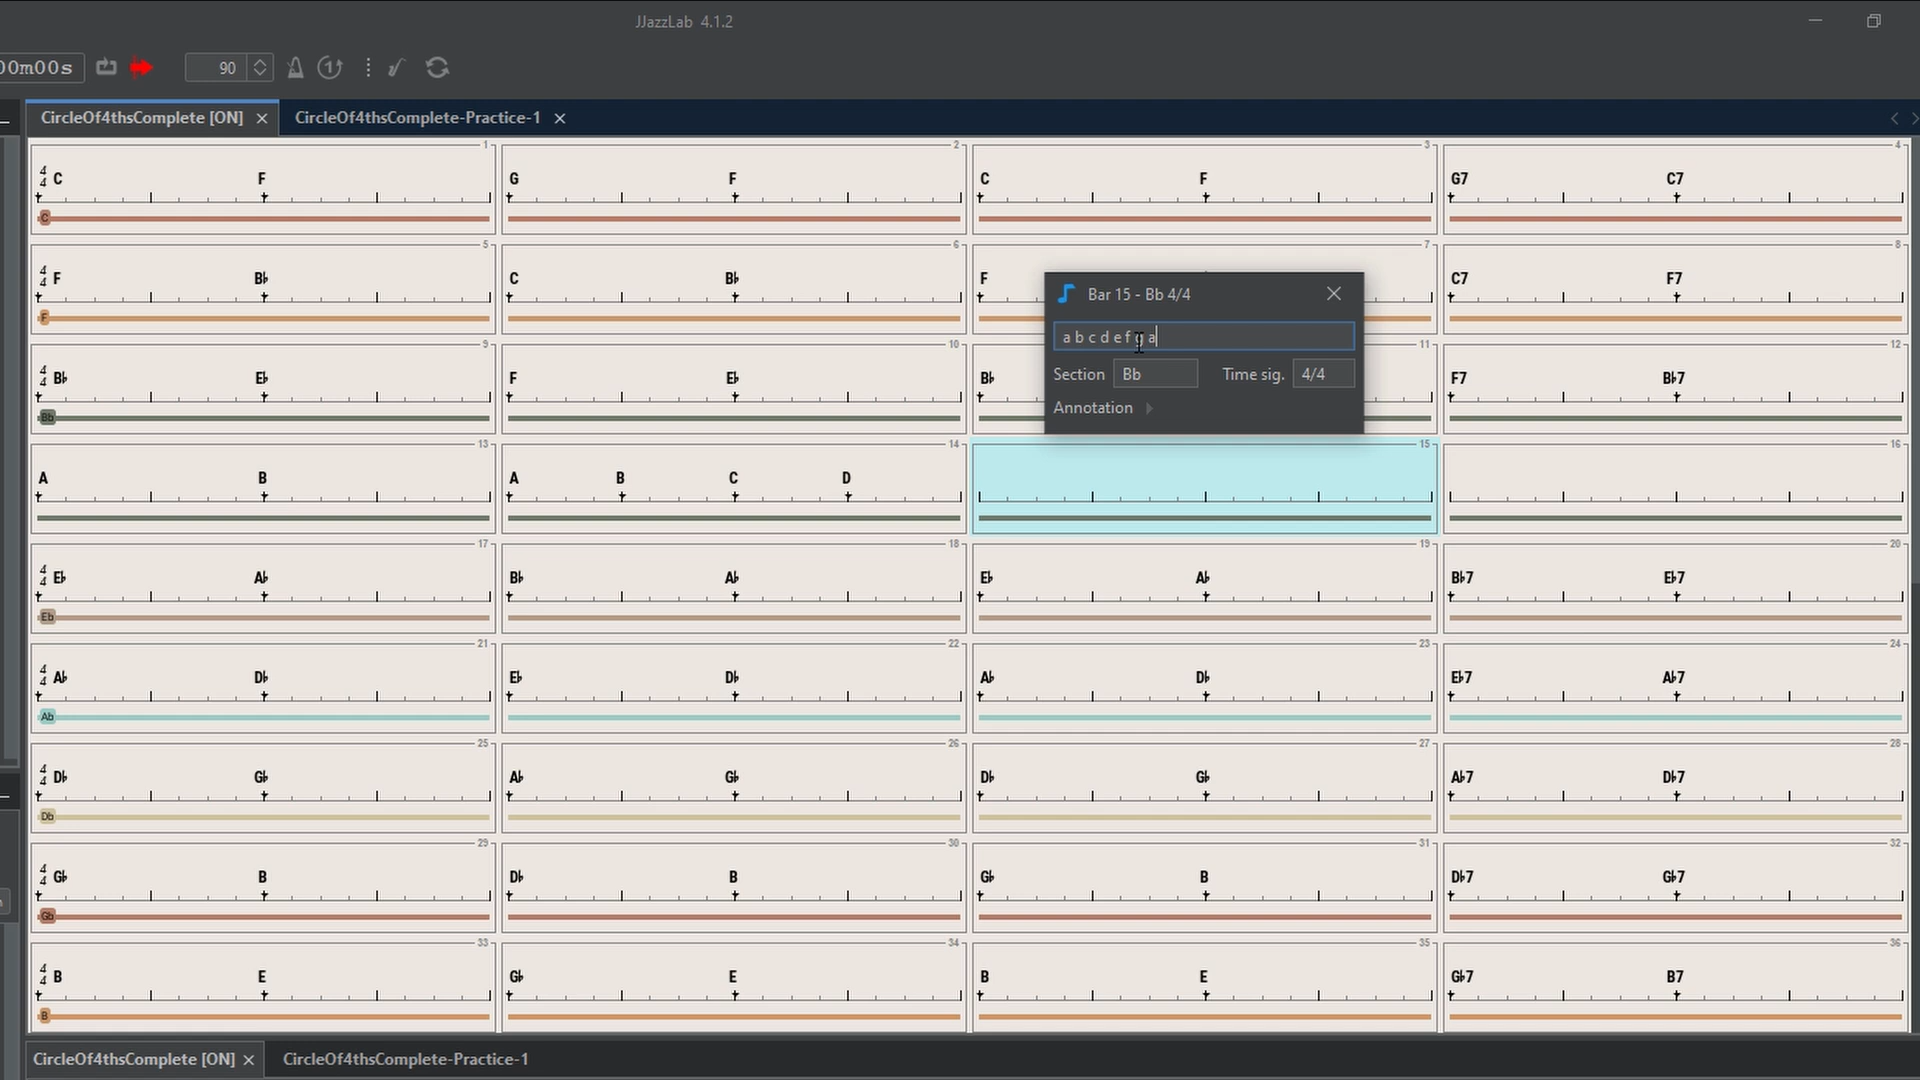 JJazzLab 4.1.2
00m00s 90
CircleOf4thsComplete [ON] CircleOf4thsComplete-Practice-1
1 2 3 4
4/4 C F G F C F G7 C7
C
5 6 7 8
4/4 F B♭ C B♭ F C7 F7
F
Bar 15 - Bb 4/4
a b c d e f g a
Section Bb Time sig. 4/4
Annotation
9 10 11 12
4/4 B♭ E♭ F E♭ B♭ F7 B♭7
Bb
13 14 15 16
A B A B C D
17 18 19 20
4/4 E♭ A♭ B♭ A♭ E♭ A♭ B♭7 E♭7
Eb
21 22 23 24
4/4 A♭ D♭ E♭ D♭ A♭ D♭ E♭7 A♭7
Ab
25 26 27 28
4/4 D♭ G♭ A♭ G♭ D♭ G♭ A♭7 D♭7
Db
29 30 31 32
4/4 G♭ B D♭ B G♭ B D♭7 G♭7
Gb
33 34 35 36
4/4 B E G♭ E B E G♭7 B7
B
CircleOf4thsComplete [ON] CircleOf4thsComplete-Practice-1